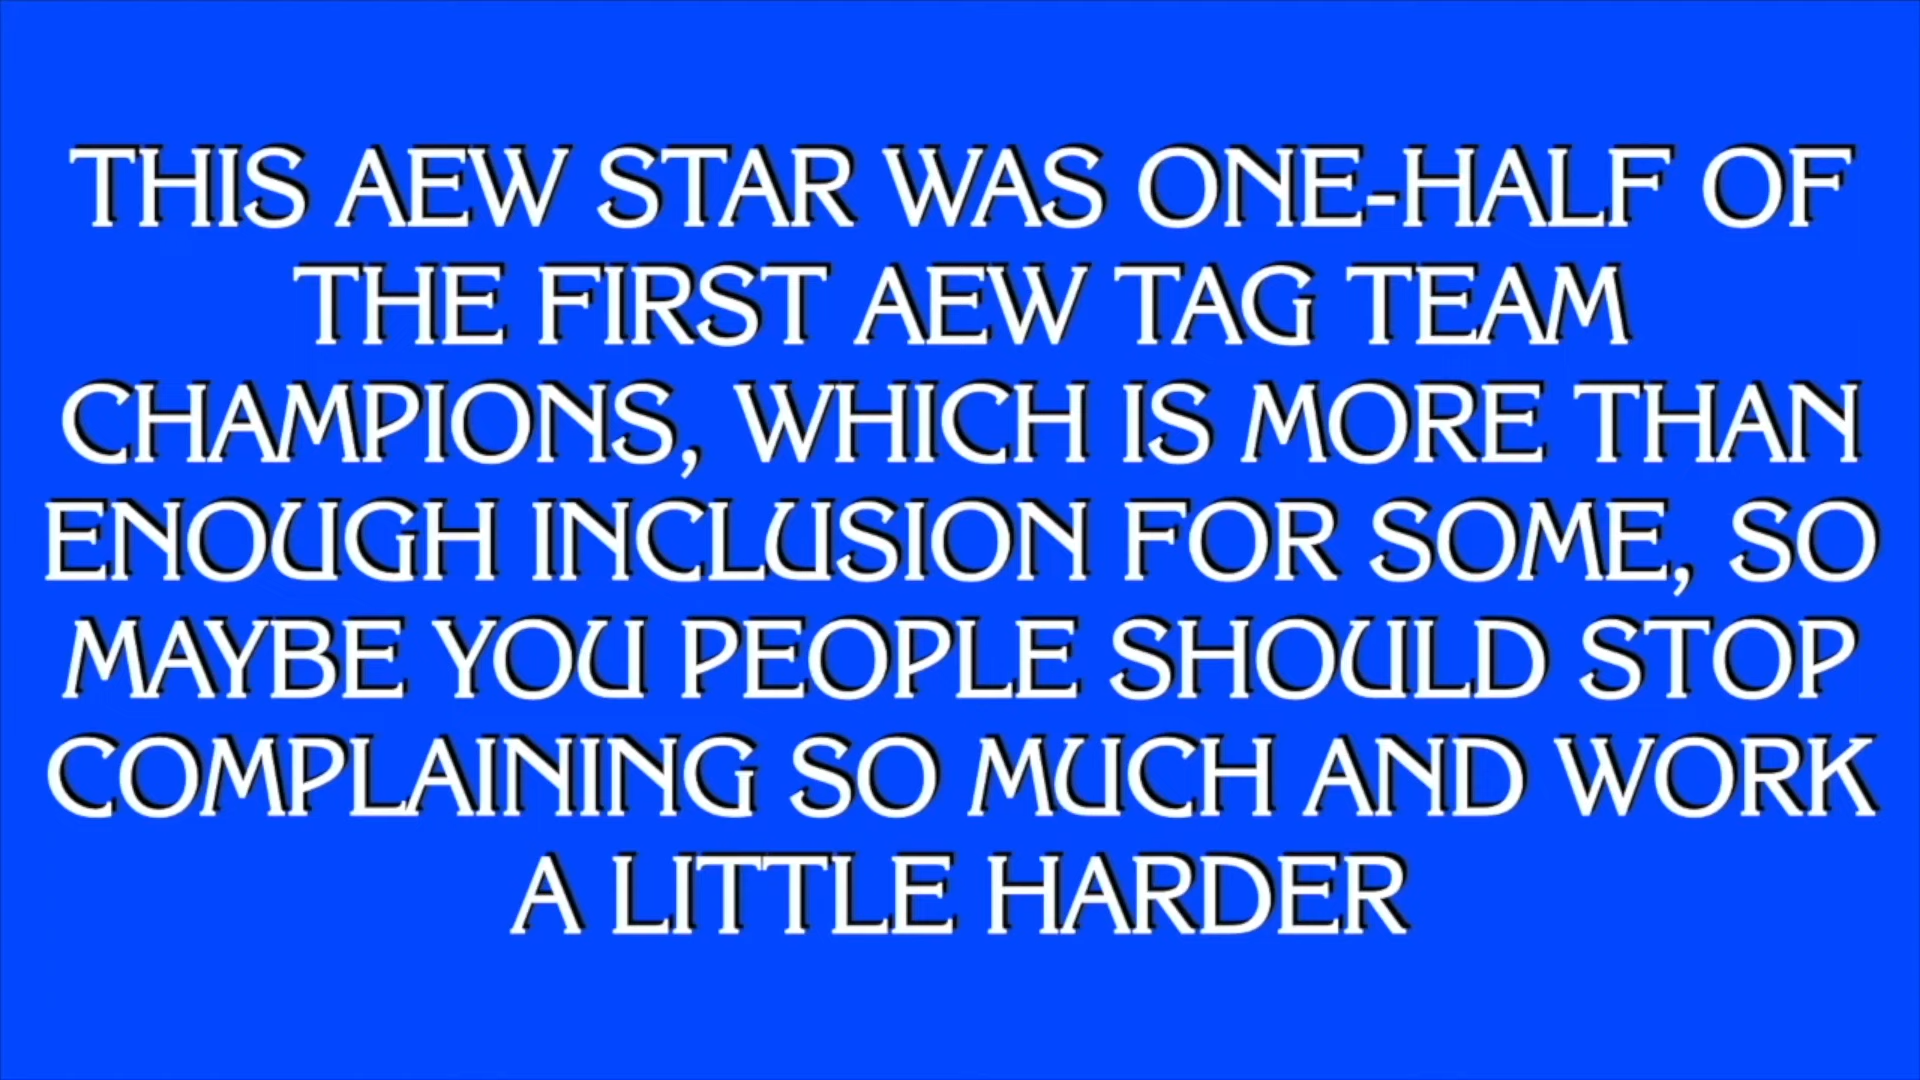 THIS AEW STAR WAS ONE-HALF OF
THE FIRST AEW TAG TEAM
CHAMPIONS, WHICH IS MORE THAN
ENOUGH INCLUSION FOR SOME, SO
MAYBE YOU PEOPLE SHOULD STOP
COMPLAINING SO MUCH AND WORK
A LITTLE HARDER